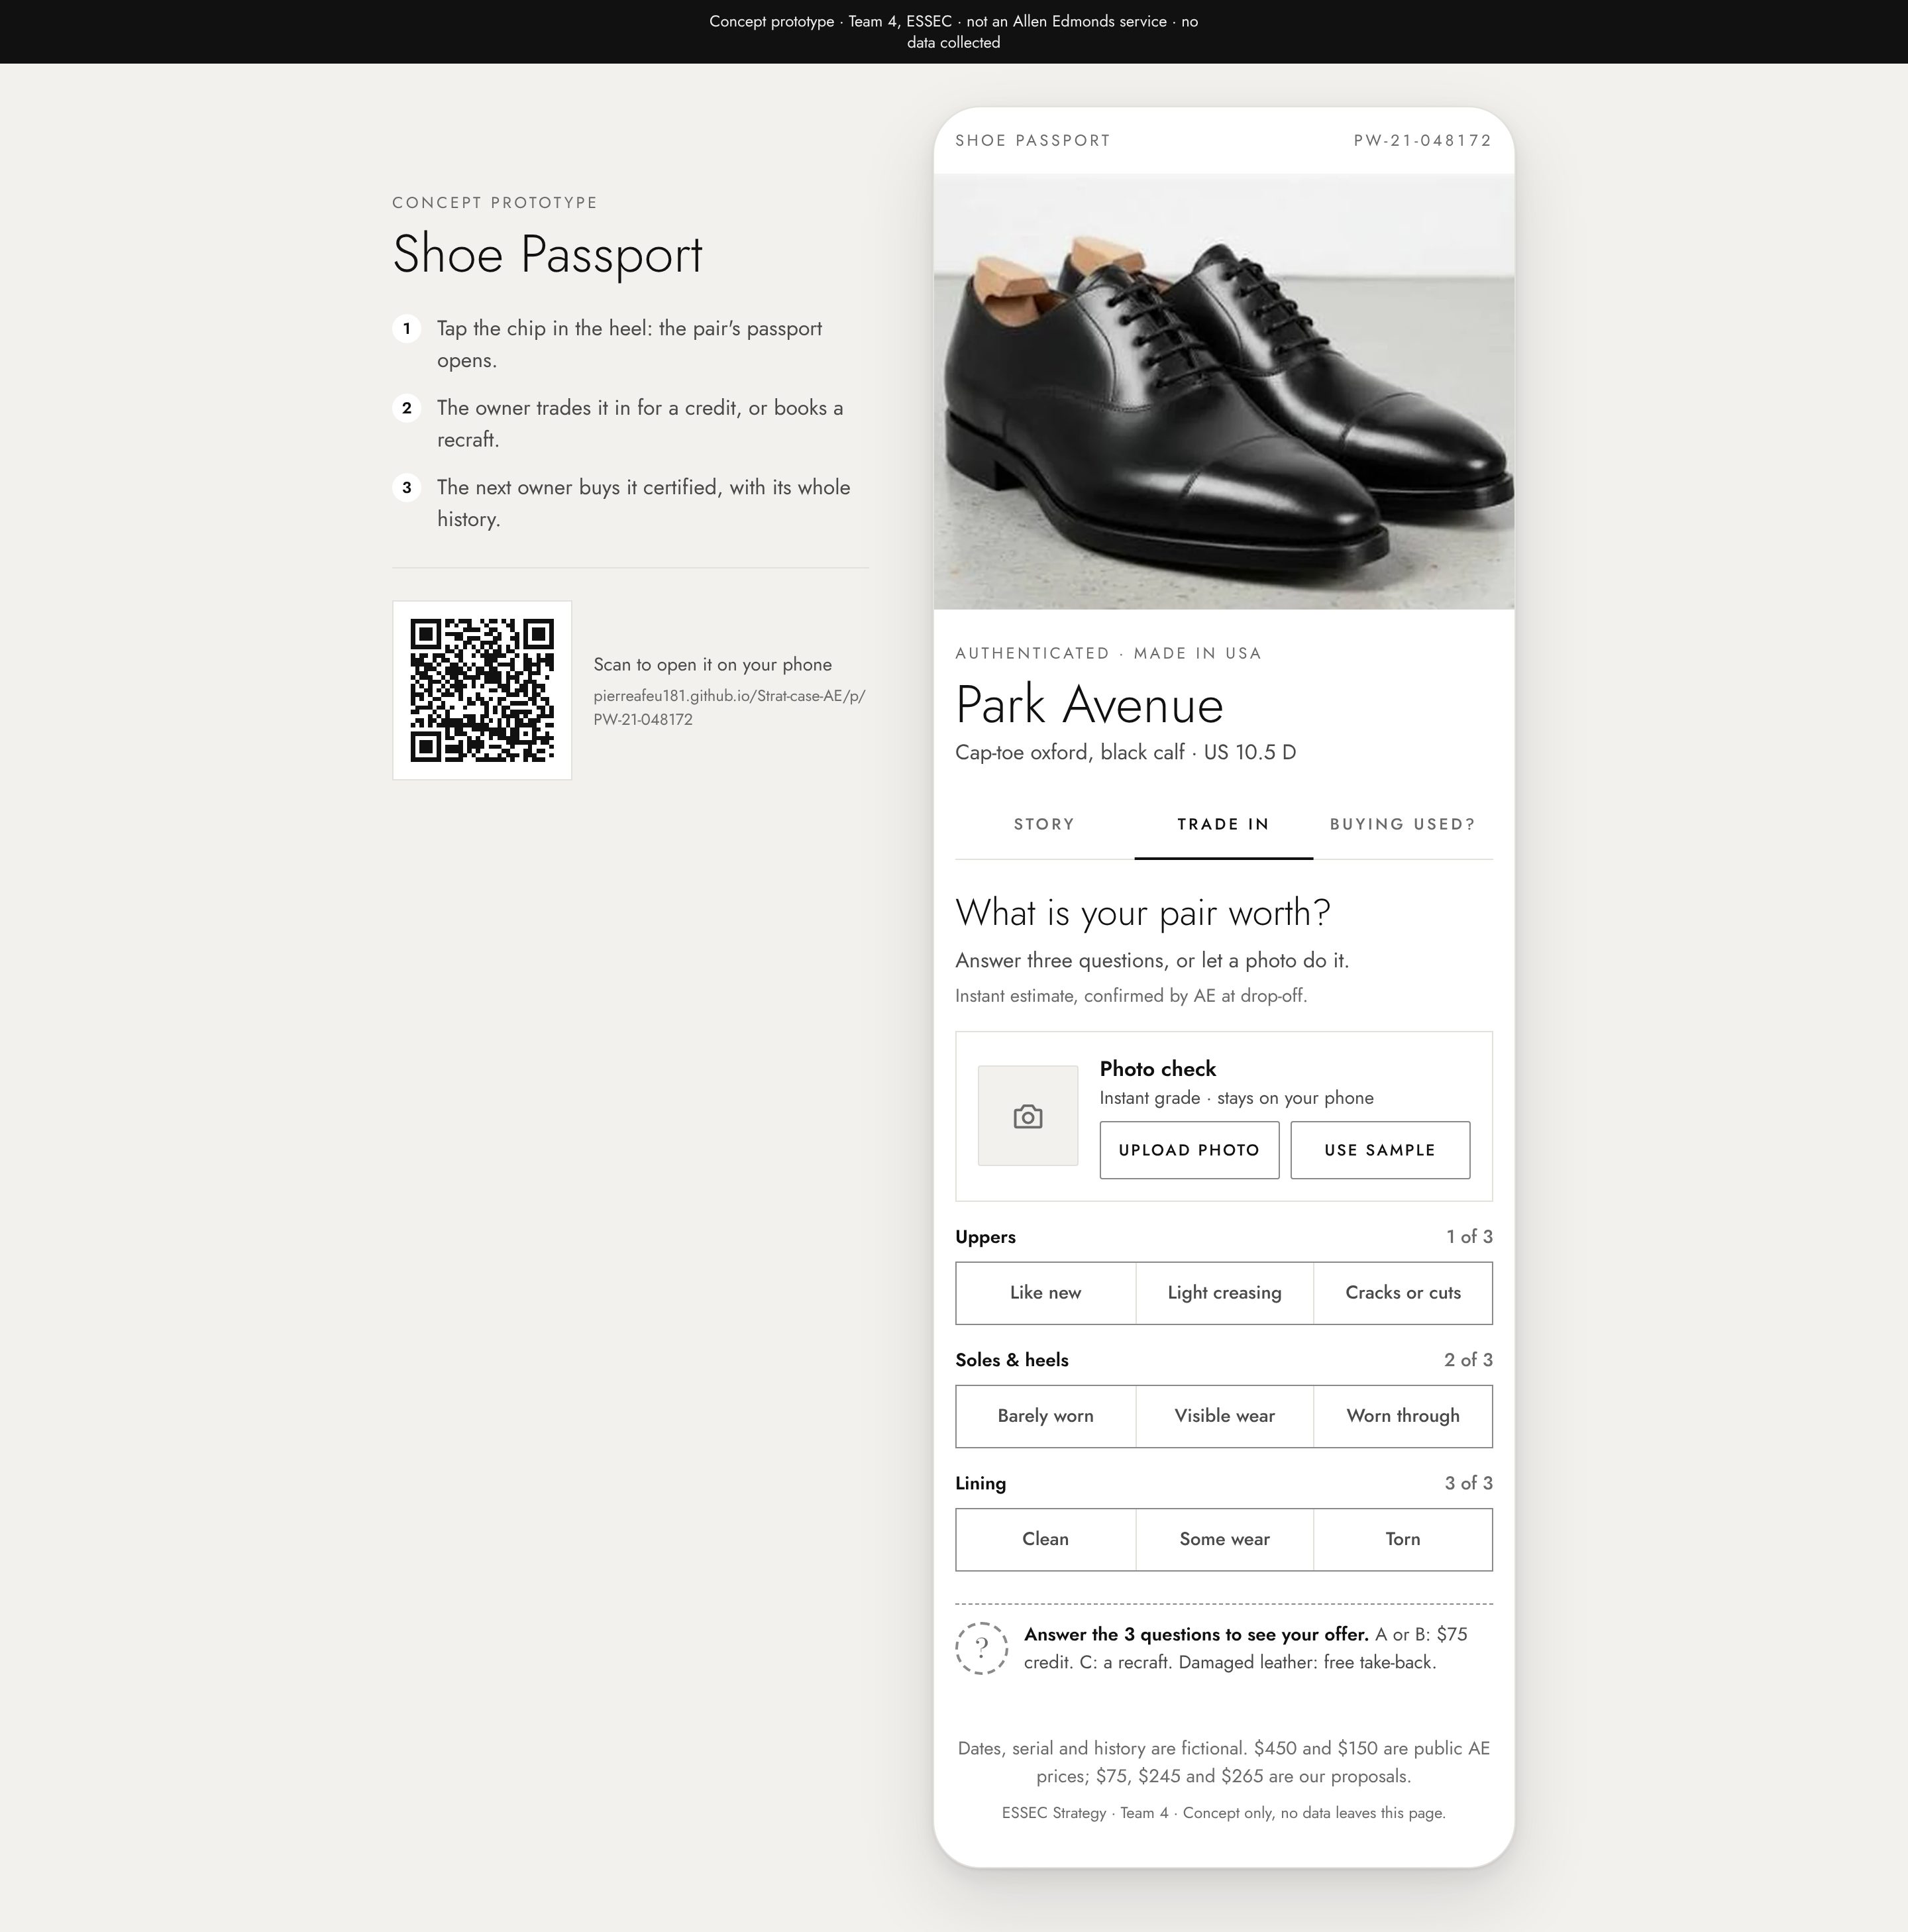 Concept prototype · Team 4, ESSEC · not an Allen Edmonds service · no
data collected
CONCEPT PROTOTYPE
Shoe Passport
1 Tap the chip in the heel: the pair's passport
opens.
2 The owner trades it in for a credit, or books a
recraft.
3 The next owner buys it certified, with its whole
history.
Scan to open it on your phone
pierreafeu181.github.io/Strat-case-AE/p/
PW-21-048172
SHOE PASSPORT PW-21-048172
AUTHENTICATED · MADE IN USA
Park Avenue
Cap-toe oxford, black calf · US 10.5 D
STORY TRADE IN BUYING USED?
What is your pair worth?
Answer three questions, or let a photo do it.
Instant estimate, confirmed by AE at drop-off.
Photo check
Instant grade · stays on your phone
UPLOAD PHOTO USE SAMPLE
Uppers 1 of 3
Like new Light creasing Cracks or cuts
Soles & heels 2 of 3
Barely worn Visible wear Worn through
Lining 3 of 3
Clean Some wear Torn
? Answer the 3 questions to see your offer. A or B: $75
credit. C: a recraft. Damaged leather: free take-back.
Dates, serial and history are fictional. $450 and $150 are public AE
prices; $75, $245 and $265 are our proposals.
ESSEC Strategy · Team 4 · Concept only, no data leaves this page.